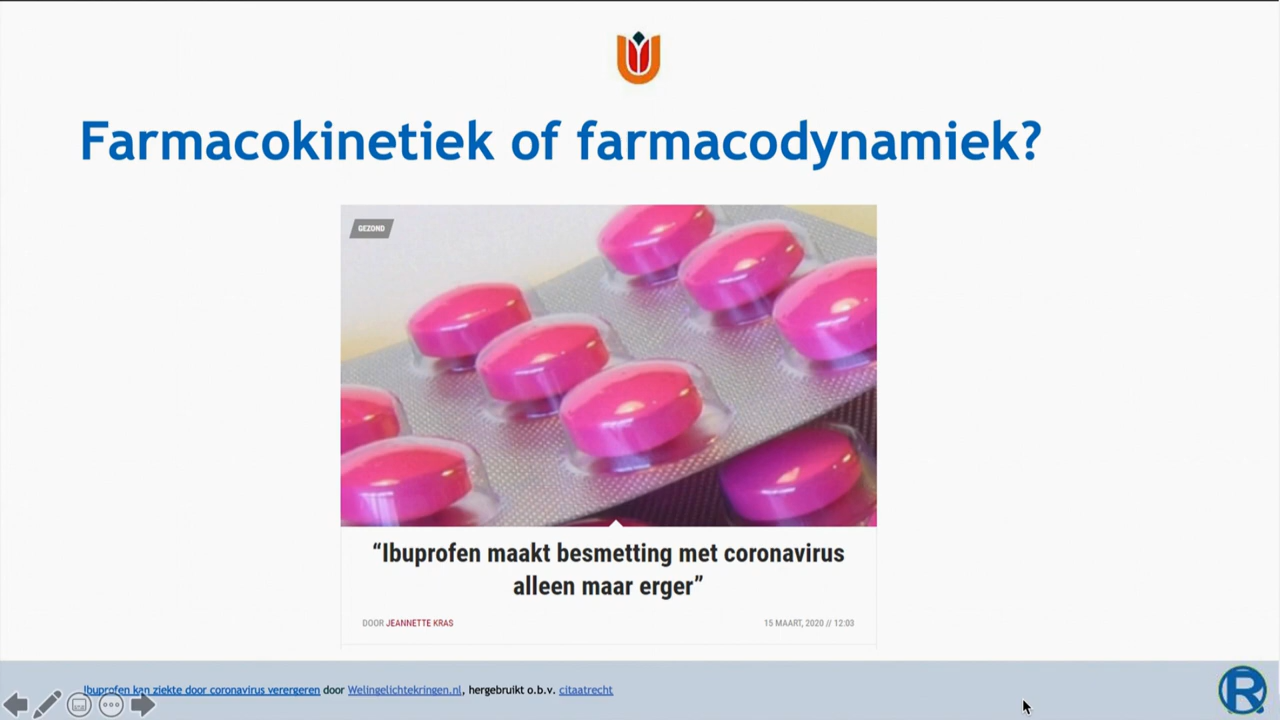 Farmacokinetiek of farmacodynamiek?
GEZOND
“Ibuprofen maakt besmetting met coronavirus
alleen maar erger”
DOOR JEANNETTE KRAS
15 MAART, 2020 // 12:03
Ibuprofen kan ziekte door coronavirus verergeren door Welingelichtekringen.nl, hergebruikt o.b.v. citaatrecht
R